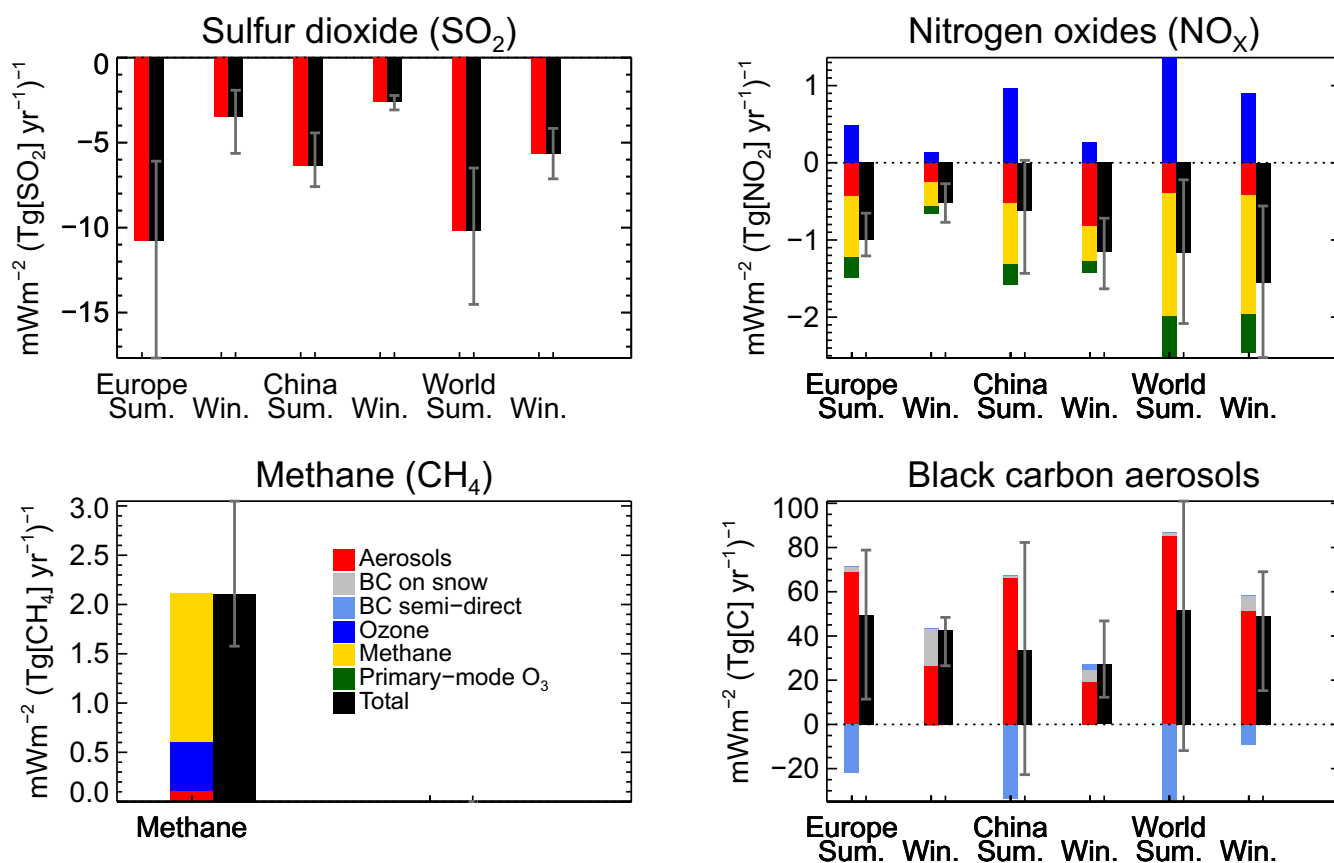 Sulfur dioxide (SO₂)
mWm⁻² (Tg[SO₂] yr⁻¹)⁻¹
0
−5
−10
−15
Europe China World
Sum. Win. Sum. Win. Sum. Win.
Nitrogen oxides (NOₓ)
mWm⁻² (Tg[NO₂] yr⁻¹)⁻¹
1
0
−1
−2
Europe China World
Sum. Win. Sum. Win. Sum. Win.
Methane (CH₄)
mWm⁻² (Tg[CH₄] yr⁻¹)⁻¹
3.0
2.5
2.0
1.5
1.0
0.5
0.0
Aerosols
BC on snow
BC semi−direct
Ozone
Methane
Primary−mode O₃
Total
Methane
Black carbon aerosols
mWm⁻² (Tg[C] yr⁻¹)⁻¹
100
80
60
40
20
0
−20
Europe China World
Sum. Win. Sum. Win. Sum. Win.